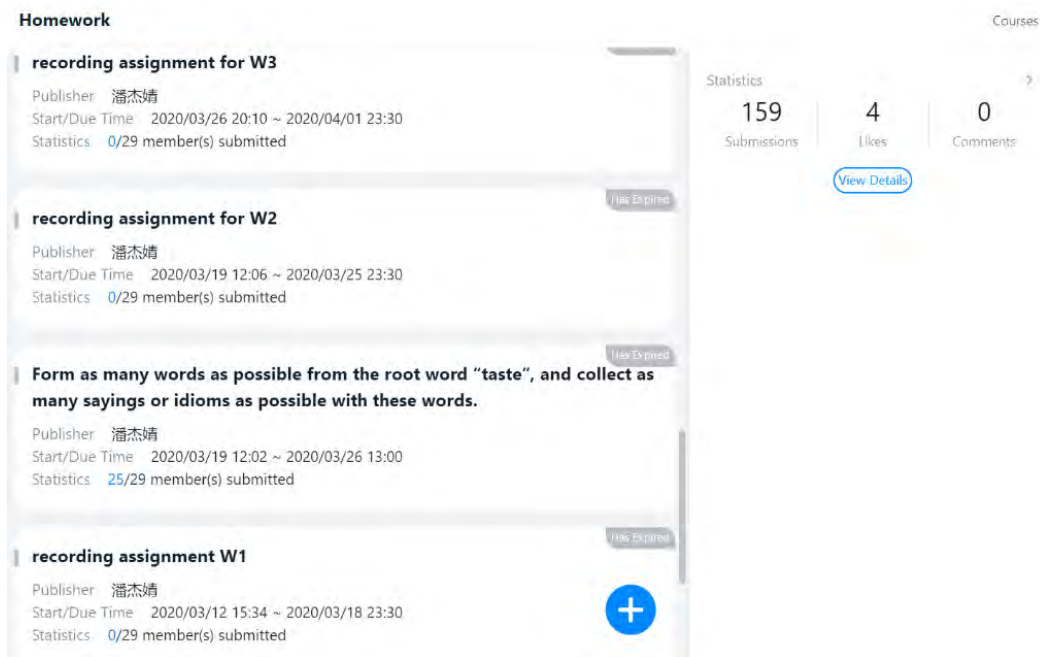 Homework
Courses
recording assignment for W3
Publisher 潘杰婧
Start/Due Time 2020/03/26 20:10 ~ 2020/04/01 23:30
Statistics 0/29 member(s) submitted
Has Expired
recording assignment for W2
Publisher 潘杰婧
Start/Due Time 2020/03/19 12:06 ~ 2020/03/25 23:30
Statistics 0/29 member(s) submitted
Has Expired
Form as many words as possible from the root word “taste”, and collect as
many sayings or idioms as possible with these words.
Publisher 潘杰婧
Start/Due Time 2020/03/19 12:02 ~ 2020/03/26 13:00
Statistics 25/29 member(s) submitted
Has Expired
recording assignment W1
Publisher 潘杰婧
Start/Due Time 2020/03/12 15:34 ~ 2020/03/18 23:30
Statistics 0/29 member(s) submitted
Statistics >
159 4 0
Submissions Likes Comments
View Details